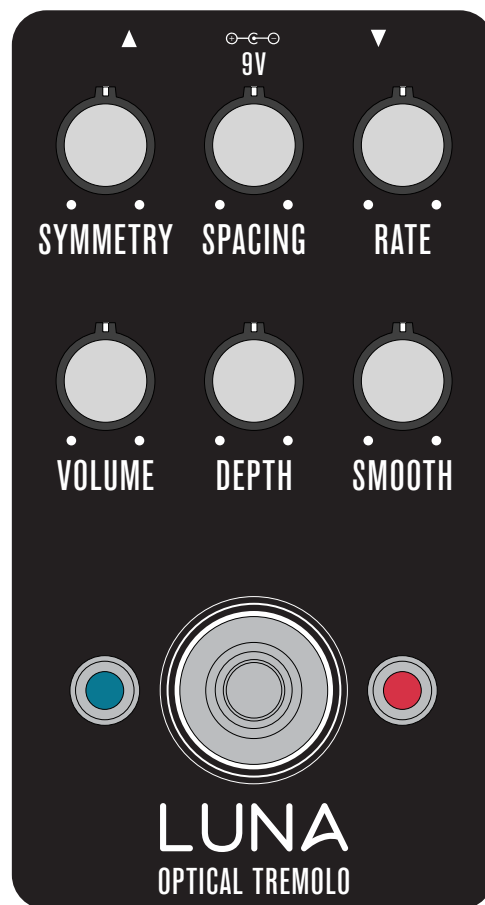 9V
SYMMETRY SPACING RATE
VOLUME DEPTH SMOOTH
LUNA
OPTICAL TREMOLO